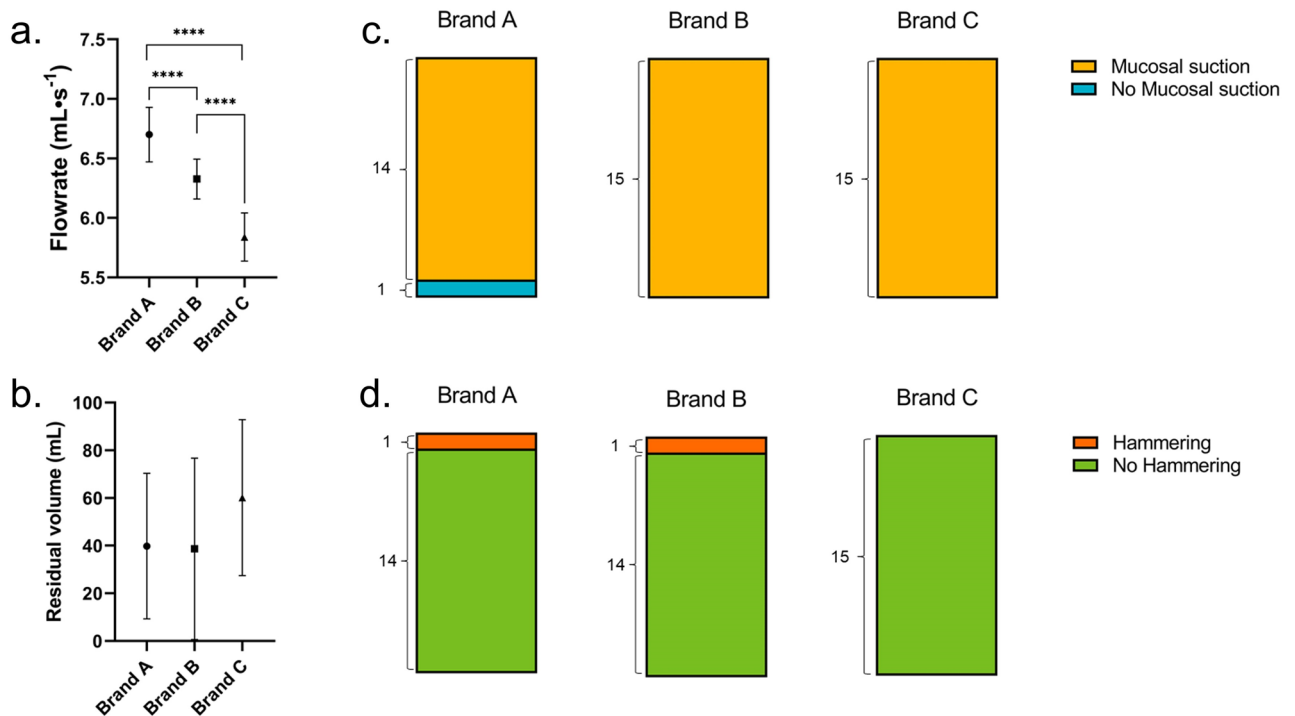 a.
Flowrate (mL•s⁻¹)
7.5
7.0
6.5
6.0
5.5
****
****
****
Brand A
Brand B
Brand C
b.
Residual volume (mL)
100
80
60
40
20
0
Brand A
Brand B
Brand C
c.
Brand A
Brand B
Brand C
14
1
15
15
Mucosal suction
No Mucosal suction
d.
Brand A
Brand B
Brand C
1
14
1
14
15
Hammering
No Hammering